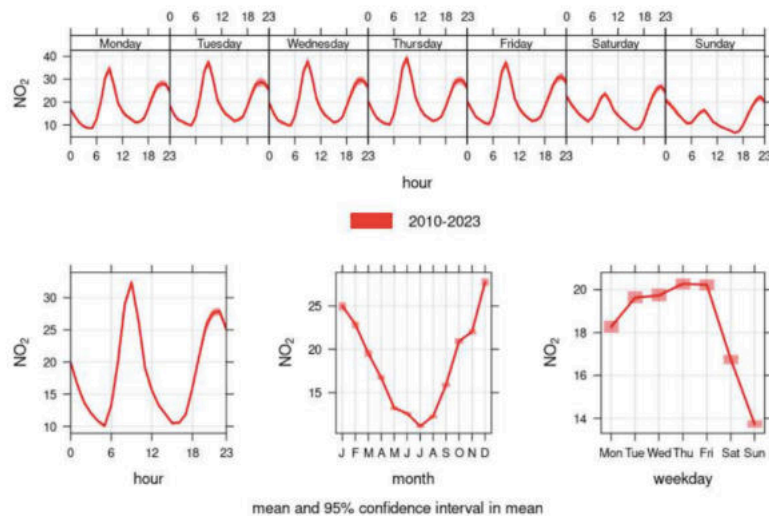 0 6 12 18 23 0 6 12 18 23 0 6 12 18 23
Monday Tuesday Wednesday Thursday Friday Saturday Sunday
40
30
20
10
NO₂
0 6 12 18 23 0 6 12 18 23 0 6 12 18 23 0 6 12 18 23
hour
2010-2023
30
25
20
15
10
NO₂
0 6 12 18 23
hour
25
20
15
NO₂
J F M A M J J A S O N D
month
20
18
16
14
NO₂
Mon Tue Wed Thu Fri Sat Sun
weekday
mean and 95% confidence interval in mean